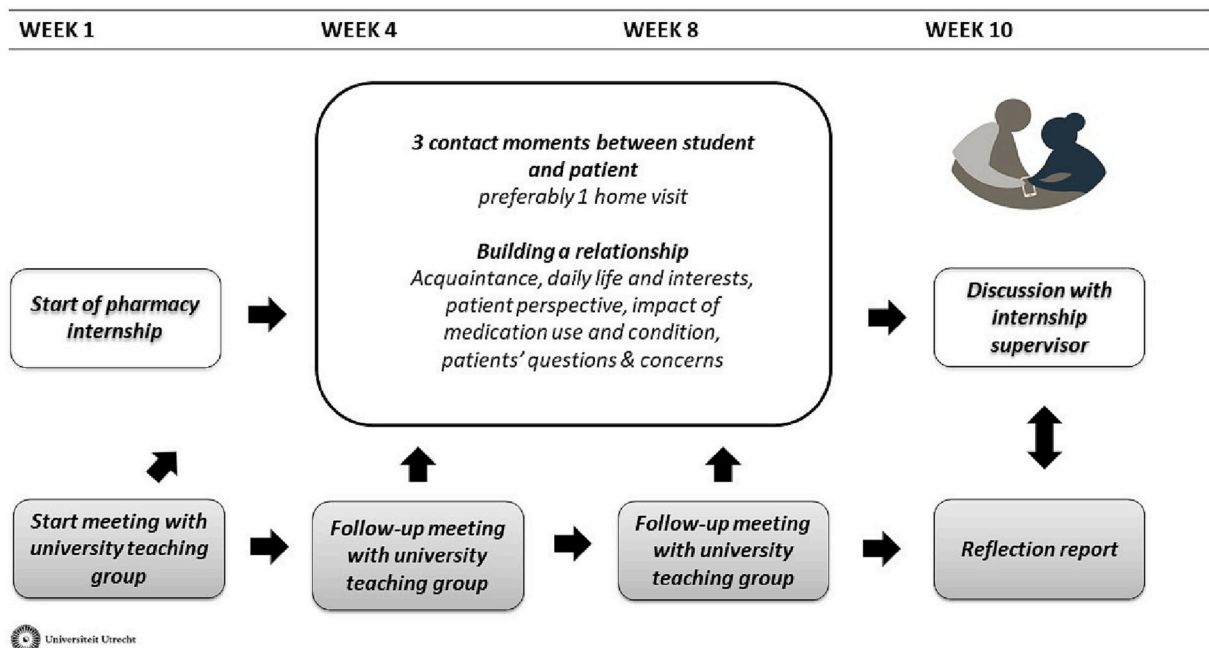 WEEK 1
WEEK 4
WEEK 8
WEEK 10
3 contact moments between student
and patient
preferably 1 home visit
Building a relationship
Acquaintance, daily life and interests,
patient perspective, impact of
medication use and condition,
patients’ questions & concerns
Start of pharmacy
internship
Discussion with
internship
supervisor
Start meeting with
university teaching
group
Follow-up meeting
with university
teaching group
Follow-up meeting
with university
teaching group
Reflection report
Universiteit Utrecht